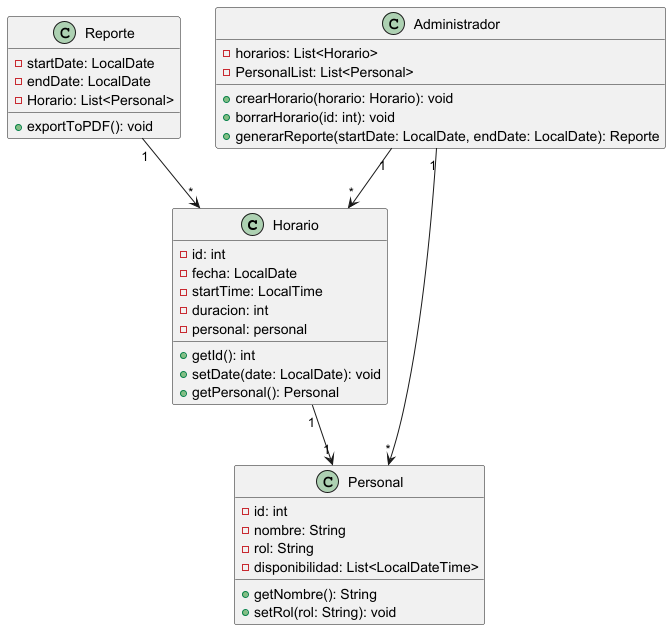 C Reporte
startDate: LocalDate
endDate: LocalDate
Horario: List<Personal>
exportToPDF(): void
C Administrador
horarios: List<Horario>
PersonalList: List<Personal>
crearHorario(horario: Horario): void
borrarHorario(id: int): void
generarReporte(startDate: LocalDate, endDate: LocalDate): Reporte
1
*
1
*
1
*
C Horario
id: int
fecha: LocalDate
startTime: LocalTime
duracion: int
personal: personal
getId(): int
setDate(date: LocalDate): void
getPersonal(): Personal
1
1
C Personal
id: int
nombre: String
rol: String
disponibilidad: List<LocalDateTime>
getNombre(): String
setRol(rol: String): void